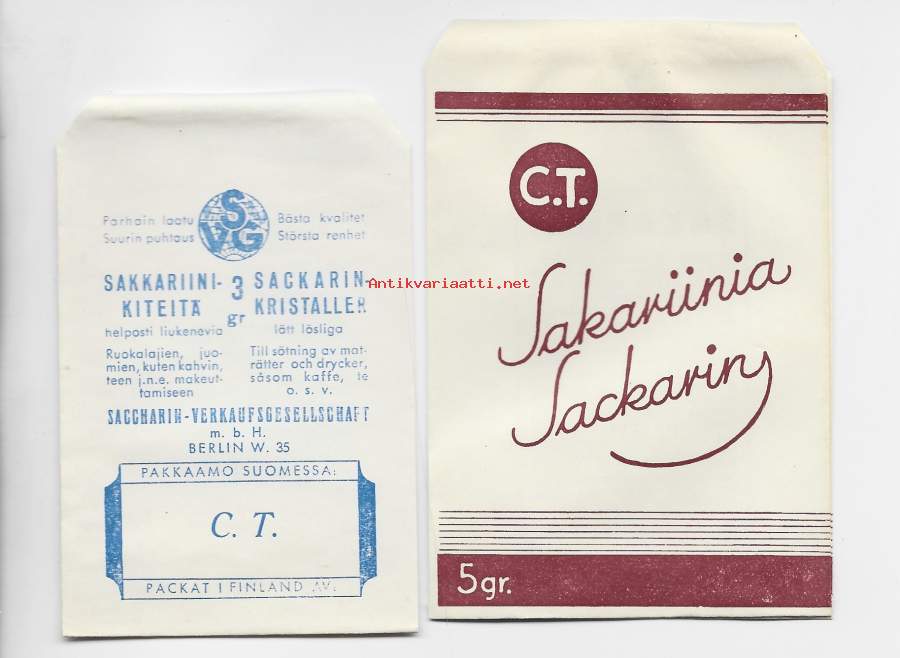 Parhain laatu
Suurin puhtaus
SVG
Bästa kvalitet
Största renhet
SAKKARIINI-
KITEITÄ
helposti liukenevia
3
gr
SACKARIN-
KRISTALLER
lätt lösliga
Ruokalajien, juo-
mien, kuten kahvin,
teen j.n.e. makeut-
tamiseen
Till sötning av mat-
rätter och drycker,
såsom kaffe, te
o. s. v.
SACCHARIN-VERKAUFSGESELLSCHAFT
m. b. H.
BERLIN W. 35
PAKKAAMO SUOMESSA:
C. T.
PACKAT I FINLAND AV:
Antikvariaatti.net
C.T.
Sakariinia
Sackarin
5gr.